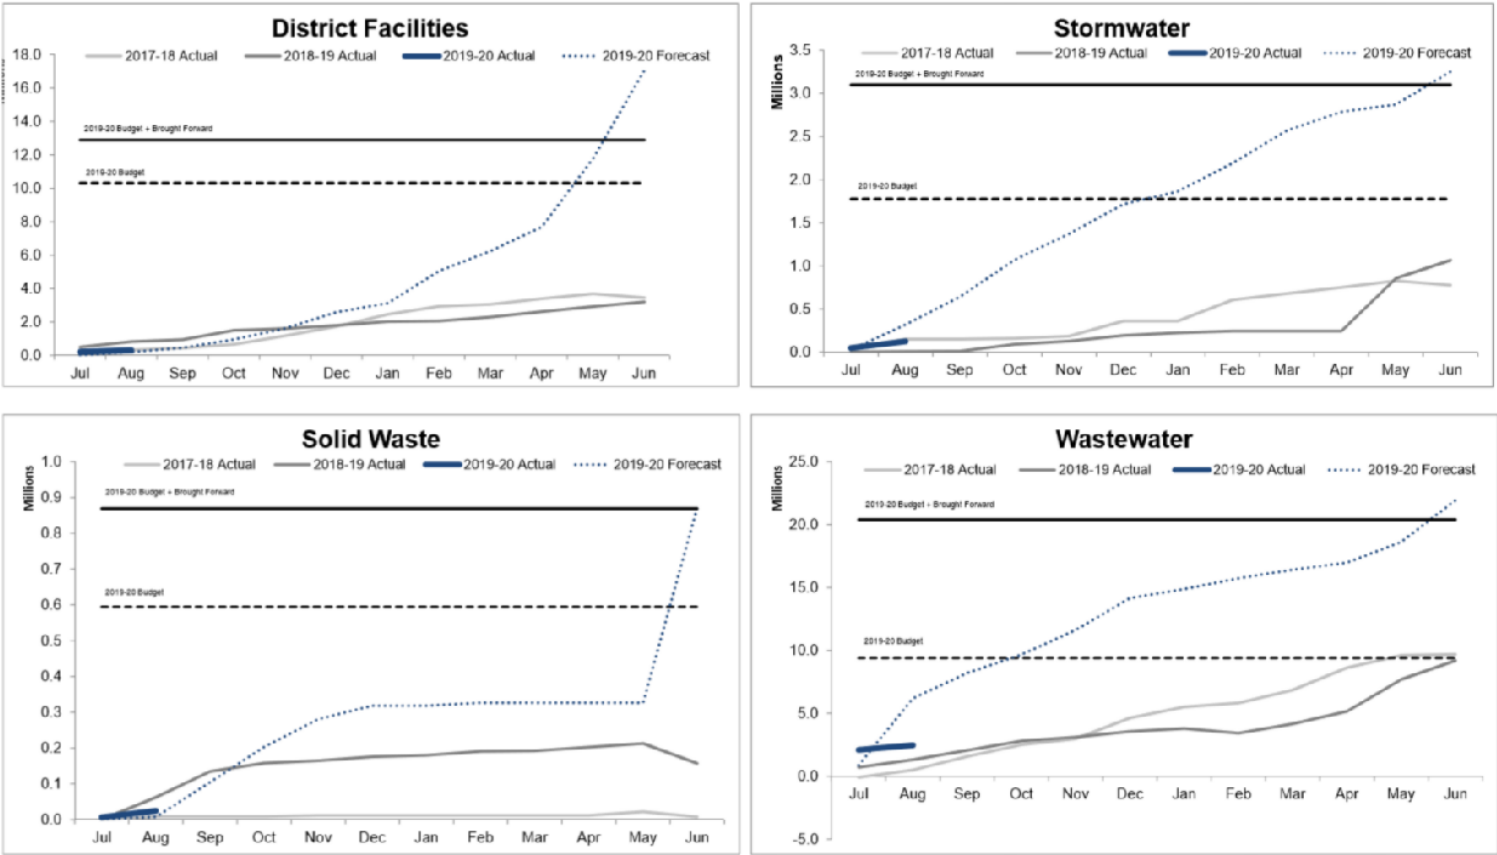 District Facilities
2017-18 Actual 2018-19 Actual 2019-20 Actual 2019-20 Forecast
18.0
16.0
14.0
12.0
10.0
8.0
6.0
4.0
2.0
0.0
2019-20 Budget + Brought Forward
2019-20 Budget
Jul Aug Sep Oct Nov Dec Jan Feb Mar Apr May Jun
Stormwater
2017-18 Actual 2018-19 Actual 2019-20 Actual 2019-20 Forecast
Millions
3.5
3.0
2.5
2.0
1.5
1.0
0.5
0.0
2019-20 Budget + Brought Forward
2019-20 Budget
Jul Aug Sep Oct Nov Dec Jan Feb Mar Apr May Jun
Solid Waste
2017-18 Actual 2018-19 Actual 2019-20 Actual 2019-20 Forecast
Millions
1.0
0.9
0.8
0.7
0.6
0.5
0.4
0.3
0.2
0.1
0.0
2019-20 Budget + Brought Forward
2019-20 Budget
Jul Aug Sep Oct Nov Dec Jan Feb Mar Apr May Jun
Wastewater
2017-18 Actual 2018-19 Actual 2019-20 Actual 2019-20 Forecast
Millions
25.0
20.0
15.0
10.0
5.0
0.0
-5.0
2019-20 Budget + Brought Forward
2019-20 Budget
Jul Aug Sep Oct Nov Dec Jan Feb Mar Apr May Jun